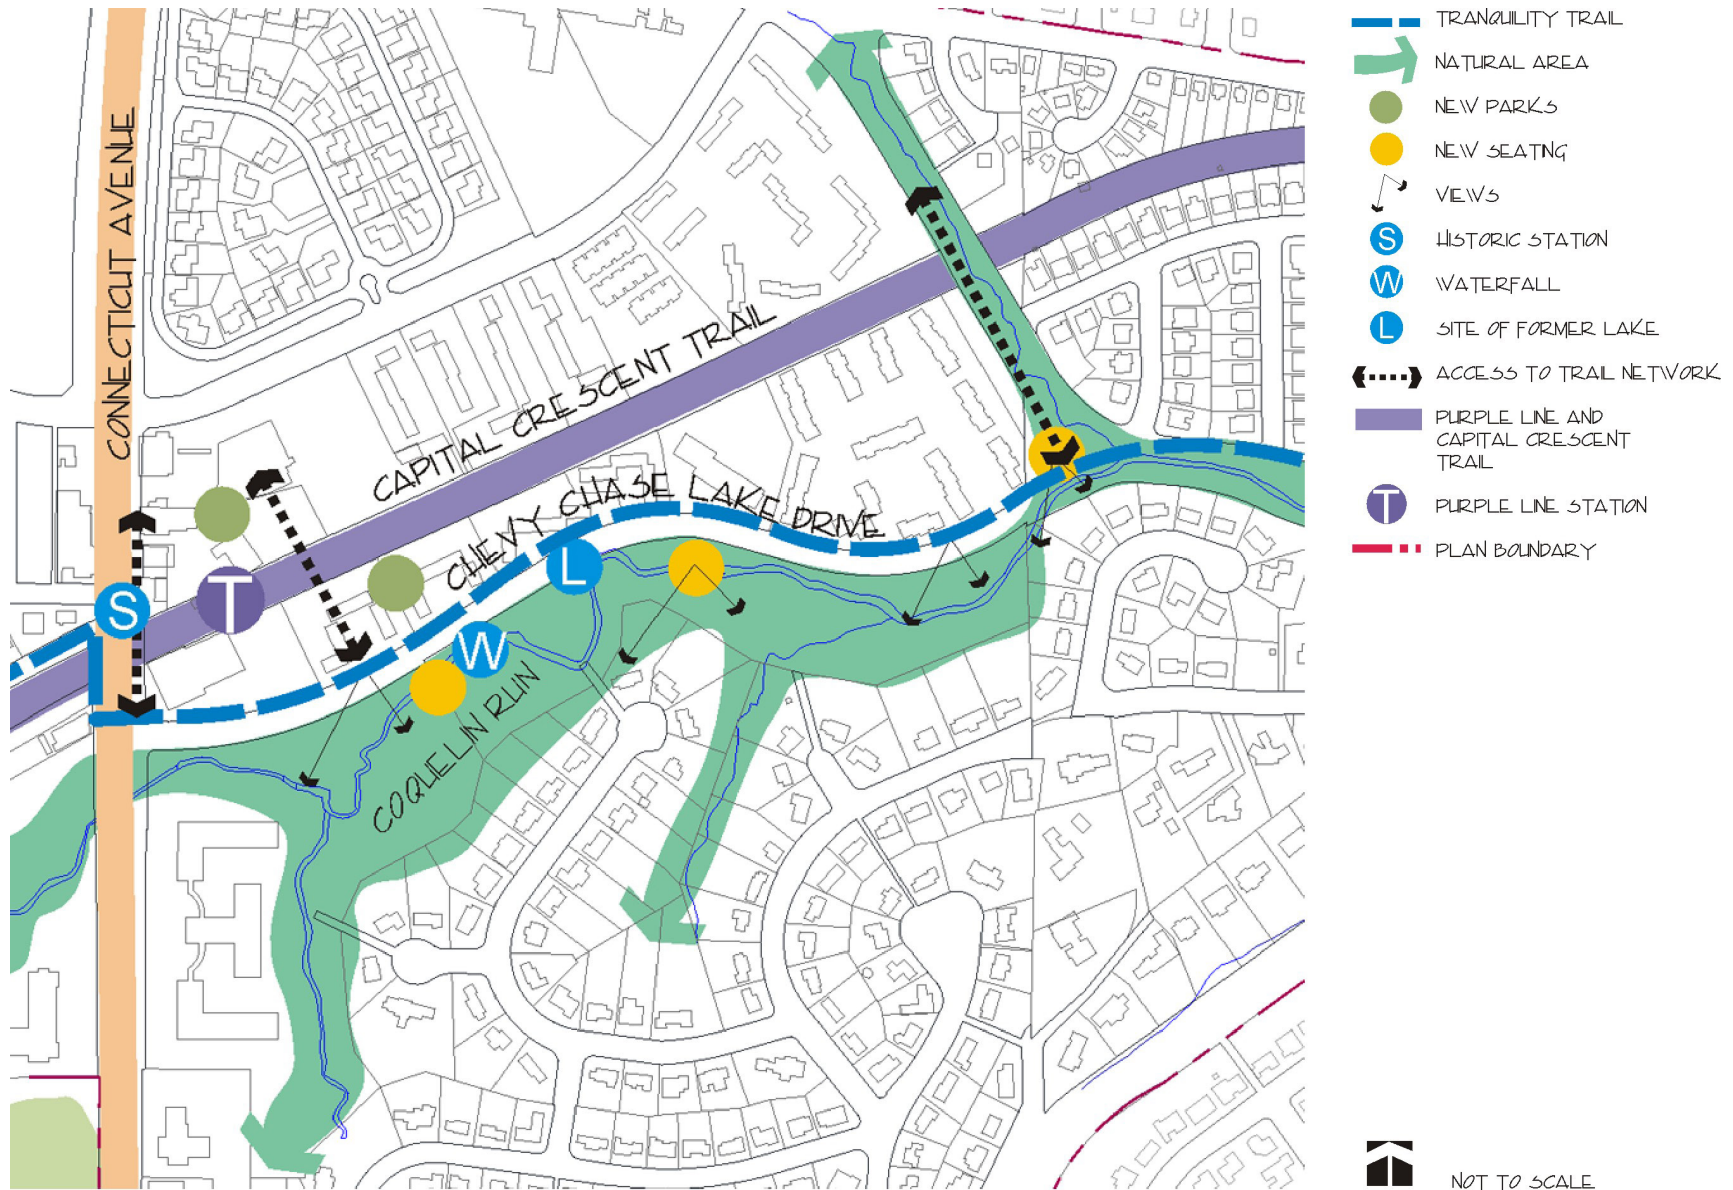 CONNECTICUT AVENUE
CAPITAL CRESCENT TRAIL
CHEVY CHASE LAKE DRIVE
S
T
L
W
COQUELIN RUN
TRANQUILITY TRAIL
NATURAL AREA
NEW PARKS
NEW SEATING
VIEWS
S HISTORIC STATION
W WATERFALL
L SITE OF FORMER LAKE
ACCESS TO TRAIL NETWORK
PURPLE LINE AND
CAPITAL CRESCENT
TRAIL
T PURPLE LINE STATION
PLAN BOUNDARY
NOT TO SCALE